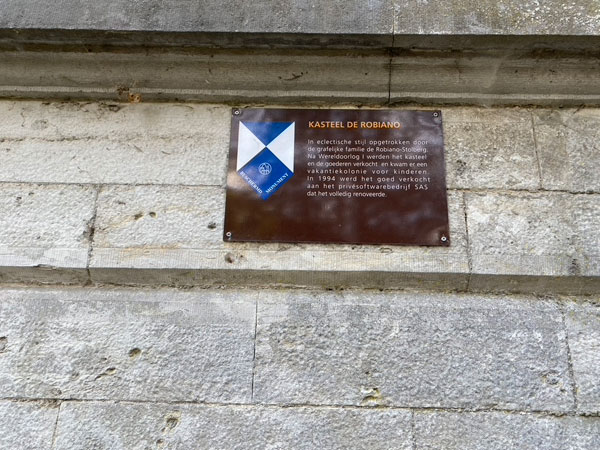 KASTEEL DE ROBIANO
In eclectische stijl opgetrokken door
de grafelijke familie de Robiano-Stolberg.
Na Wereldoorlog I werden het kasteel
en de goederen verkocht en kwam er een
vakantiekolonie voor kinderen.
In 1994 werd het goed verkocht
aan het privésoftwarebedrijf SAS
dat het volledig renoveerde.
BESCHERMD MONUMENT